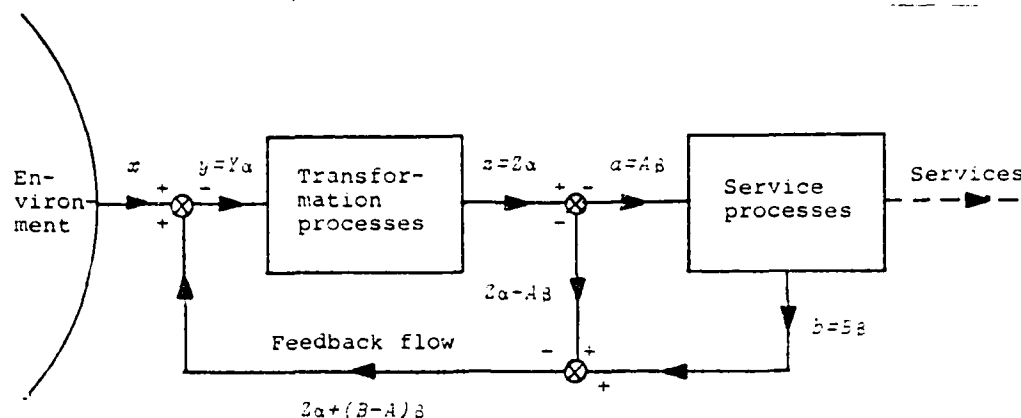 En-
viron-
ment
x
y=Yα
Transfor-
mation
processes
z=Zα
a=Aβ
Service
processes
Services
+
-
+
+
-
-
Zα-Aβ
b=Bβ
Feedback flow
-
+
+
Zα+(B-A)β